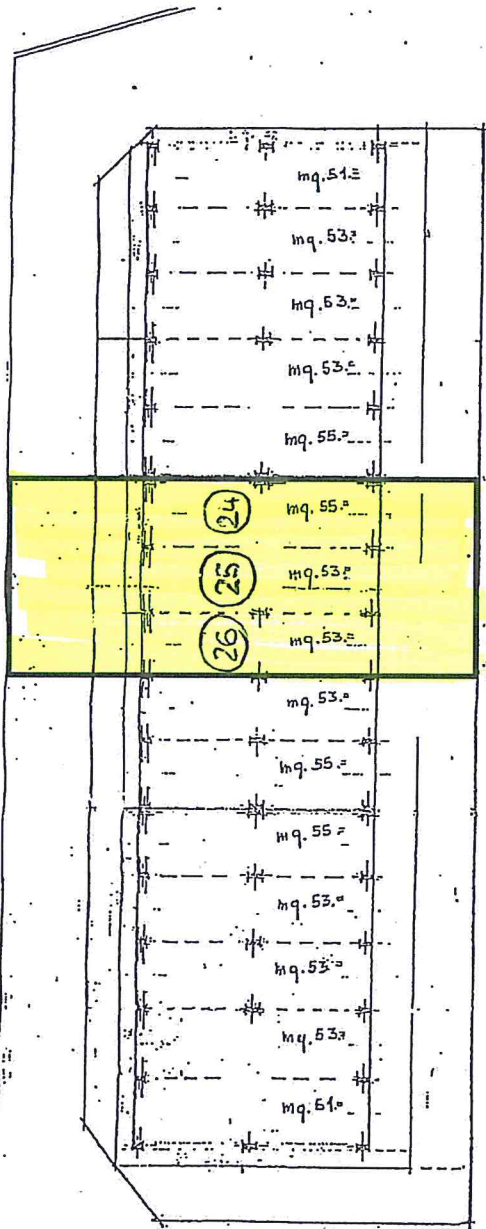 mq. 51.=
mq. 53.=
mq. 53.=
mq. 53.=
mq. 55.=
24 mq. 55.=
25 mq. 53.=
26 mq. 53.=
mq. 53.=
mq. 55.=
mq. 55 =
mq. 53.=
mq. 53=
mq. 53=
mq. 51.=